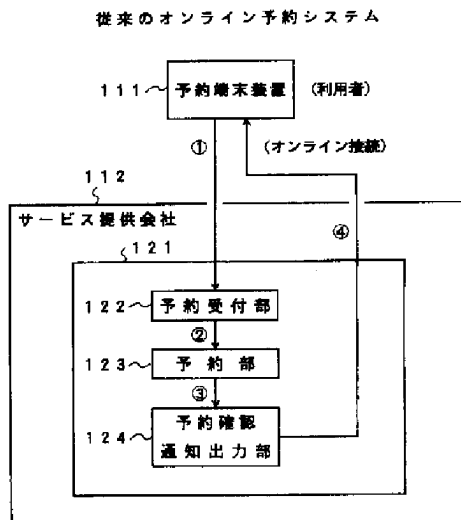 従来のオンライン予約システム
111 予約端末装置 (利用者)
① (オンライン接続)
112
サービス提供会社
④
121
122 予約受付部
②
123 予約部
③
124 予約確認
通知出力部